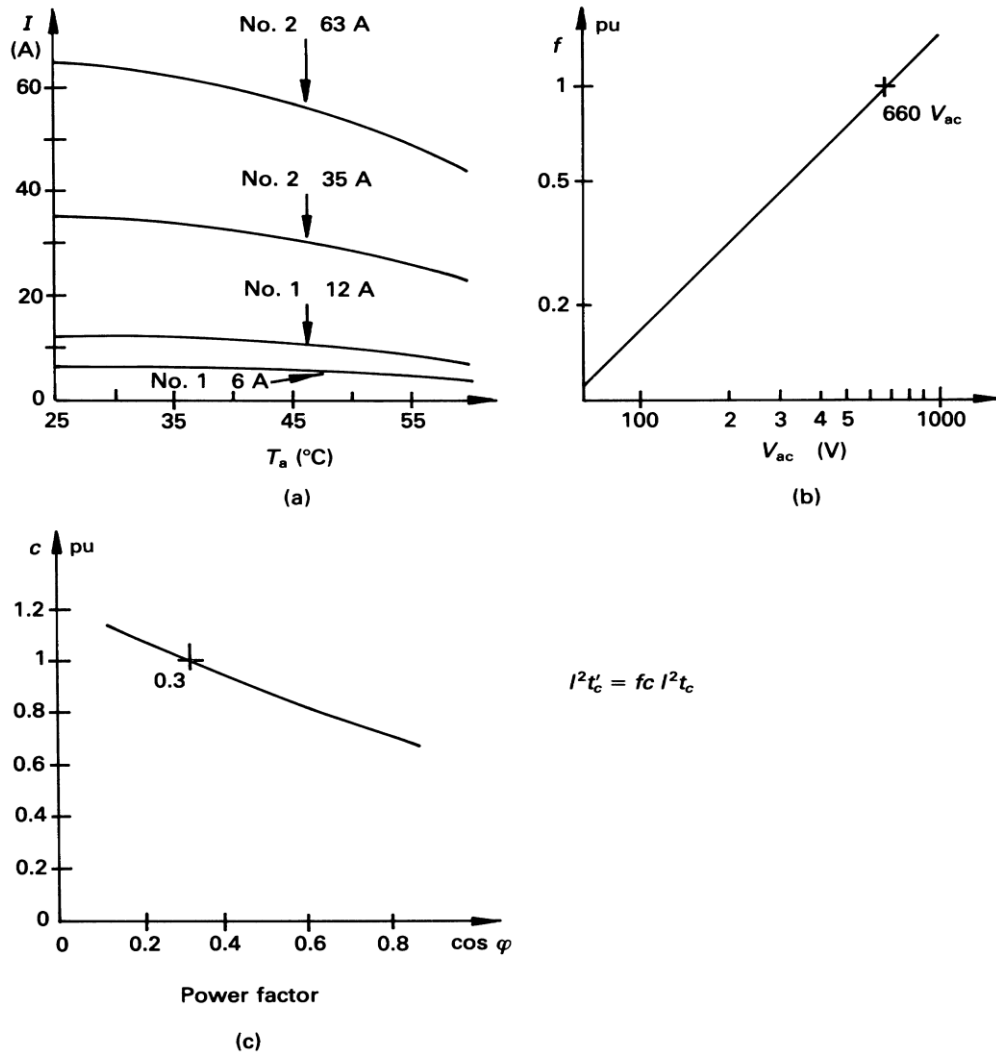 I
(A)
60
40
20
0
No. 2 63 A
No. 2 35 A
No. 1 12 A
No. 1 6 A
25 35 45 55
Tₐ (°C)
(a)
f
pu
1
0.5
0.2
660 Vac
100 2 3 4 5 1000
Vac (V)
(b)
c pu
1.2
1
0.8
0.6
0.4
0.2
0
0.3
0 0.2 0.4 0.6 0.8 cos φ
Power factor
(c)
I²t′c = fc I²tc